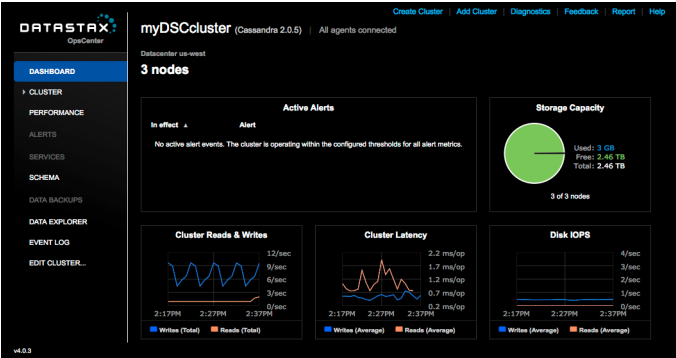 Create Cluster | Add Cluster | Diagnostics | Feedback | Report | Help
DATASTAX
OpsCenter
myDSCcluster (Cassandra 2.0.5) | All agents connected
Datacenter us-west
3 nodes
DASHBOARD
CLUSTER
PERFORMANCE
ALERTS
SERVICES
SCHEMA
DATA BACKUPS
DATA EXPLORER
EVENT LOG
EDIT CLUSTER...
v4.0.3
Active Alerts
In effect ▲ Alert
No active alert events. The cluster is operating within the configured thresholds for all alert metrics.
Storage Capacity
Used: 3 GB
Free: 2.46 TB
Total: 2.46 TB
3 of 3 nodes
Cluster Reads & Writes
12/sec
9/sec
6/sec
3/sec
0/sec
2:17PM 2:27PM 2:37PM
Writes (Total) Reads (Total)
Cluster Latency
2.2 ms/op
1.7 ms/op
1.2 ms/op
0.7 ms/op
0.2 ms/op
2:17PM 2:27PM 2:37PM
Writes (Average) Reads (Average)
Disk IOPS
4/sec
3/sec
2/sec
1/sec
0/sec
2:17PM 2:27PM 2:37PM
Writes (Average) Reads (Average)